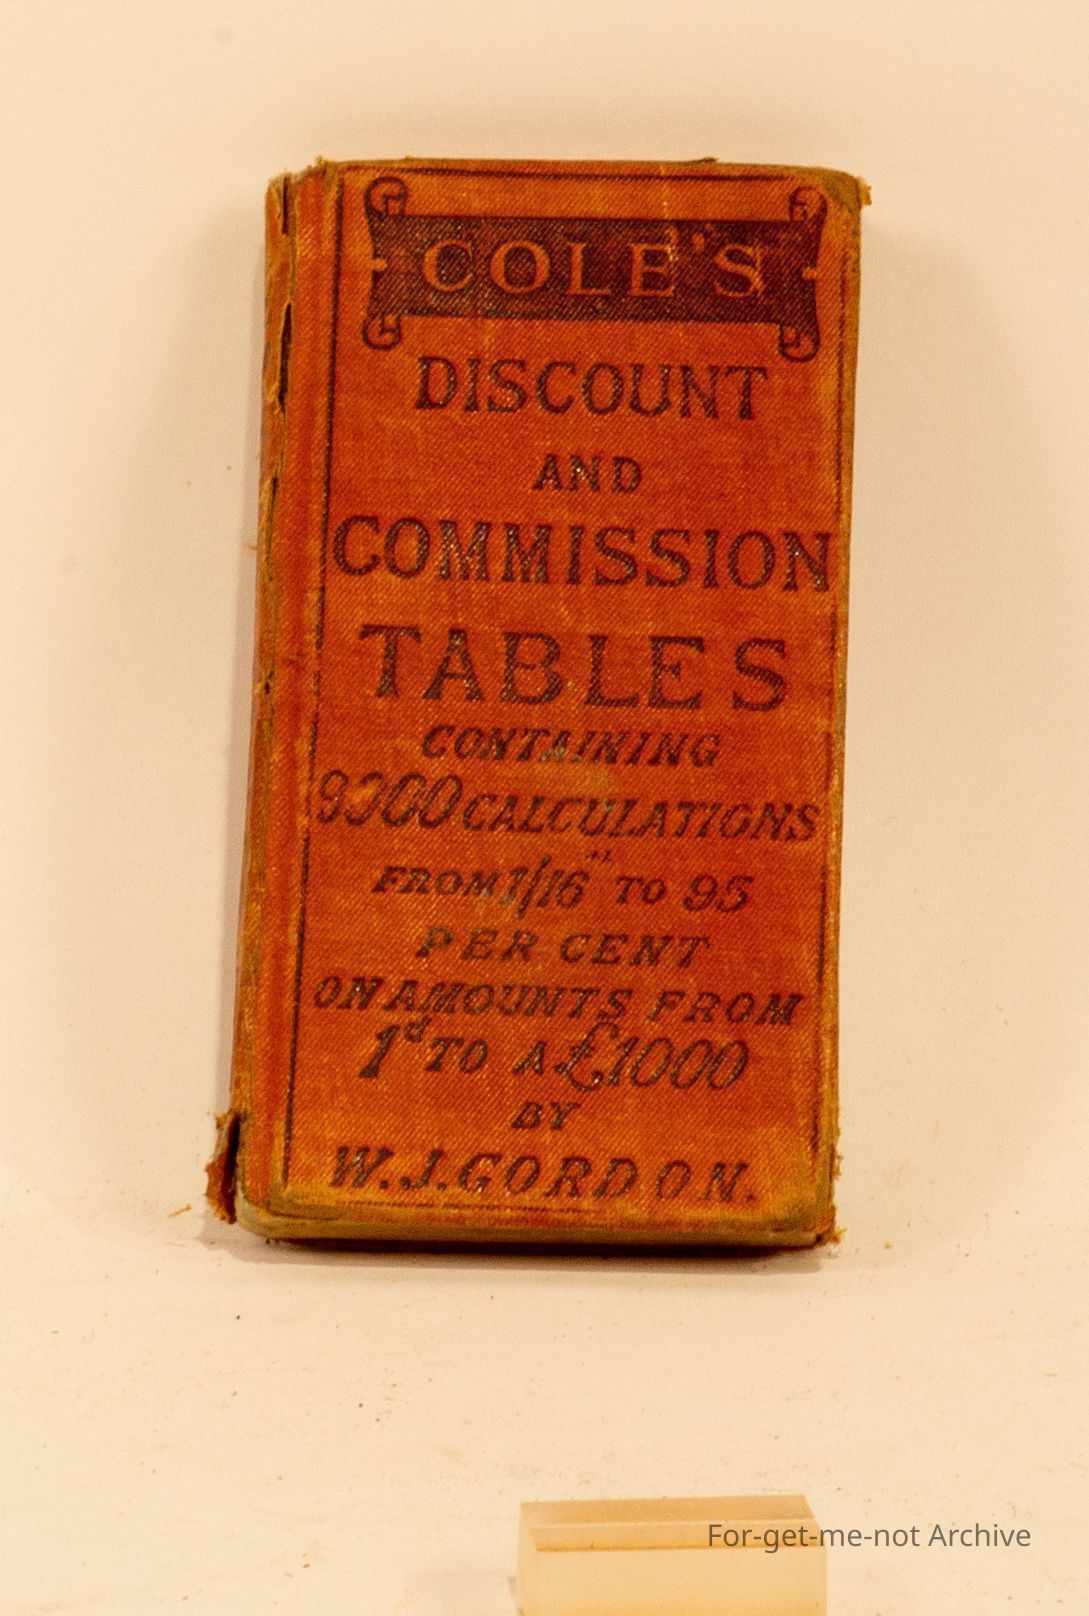 COLE'S
DISCOUNT
AND
COMMISSION
TABLES
CONTAINING
9000 CALCULATIONS
FROM 1/16" TO 95
PER CENT
ON AMOUNTS FROM
1d TO A £1000
BY
W.J.GORDON.
For-get-me-not Archive